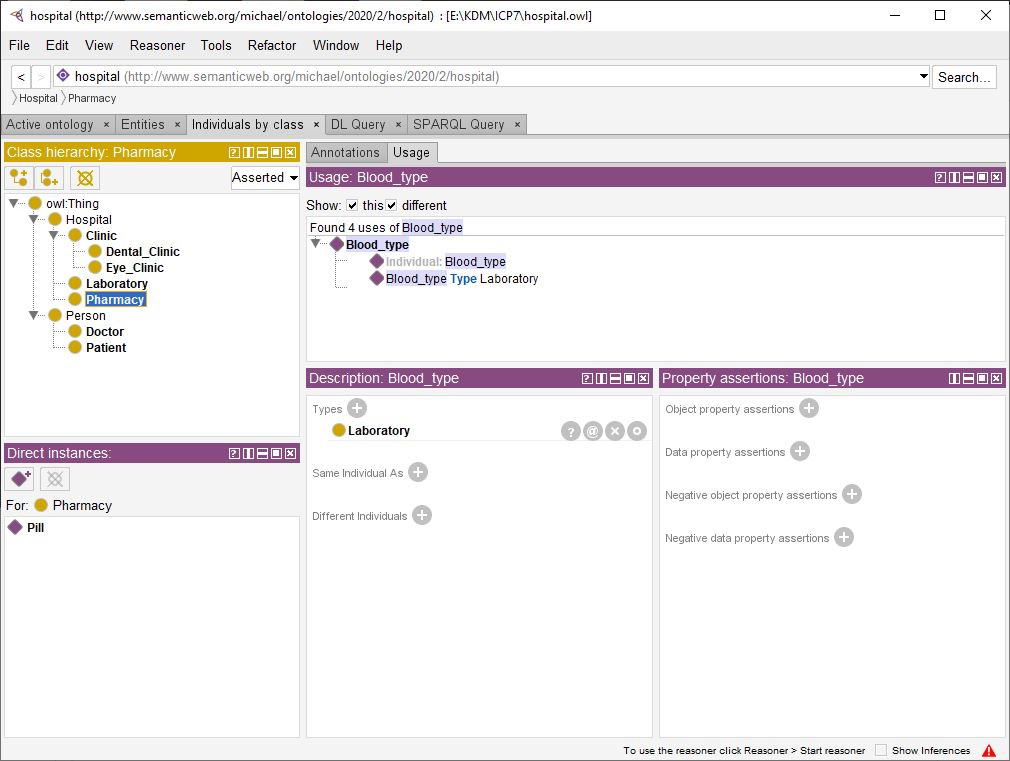 hospital (http://www.semanticweb.org/michael/ontologies/2020/2/hospital) : [E:\KDM\ICP7\hospital.owl]
File Edit View Reasoner Tools Refactor Window Help
< > hospital (http://www.semanticweb.org/michael/ontologies/2020/2/hospital) Search...
Hospital Pharmacy
Active ontology × Entities × Individuals by class × DL Query × SPARQL Query ×
Class hierarchy: Pharmacy
Asserted
owl:Thing
Hospital
Clinic
Dental_Clinic
Eye_Clinic
Laboratory
Pharmacy
Person
Doctor
Patient
Direct instances:
For: Pharmacy
Pill
Annotations Usage
Usage: Blood_type
Show: this different
Found 4 uses of Blood_type
Blood_type
Individual: Blood_type
Blood_type Type Laboratory
Description: Blood_type
Types
Laboratory
Same Individual As
Different Individuals
Property assertions: Blood_type
Object property assertions
Data property assertions
Negative object property assertions
Negative data property assertions
To use the reasoner click Reasoner > Start reasoner Show Inferences